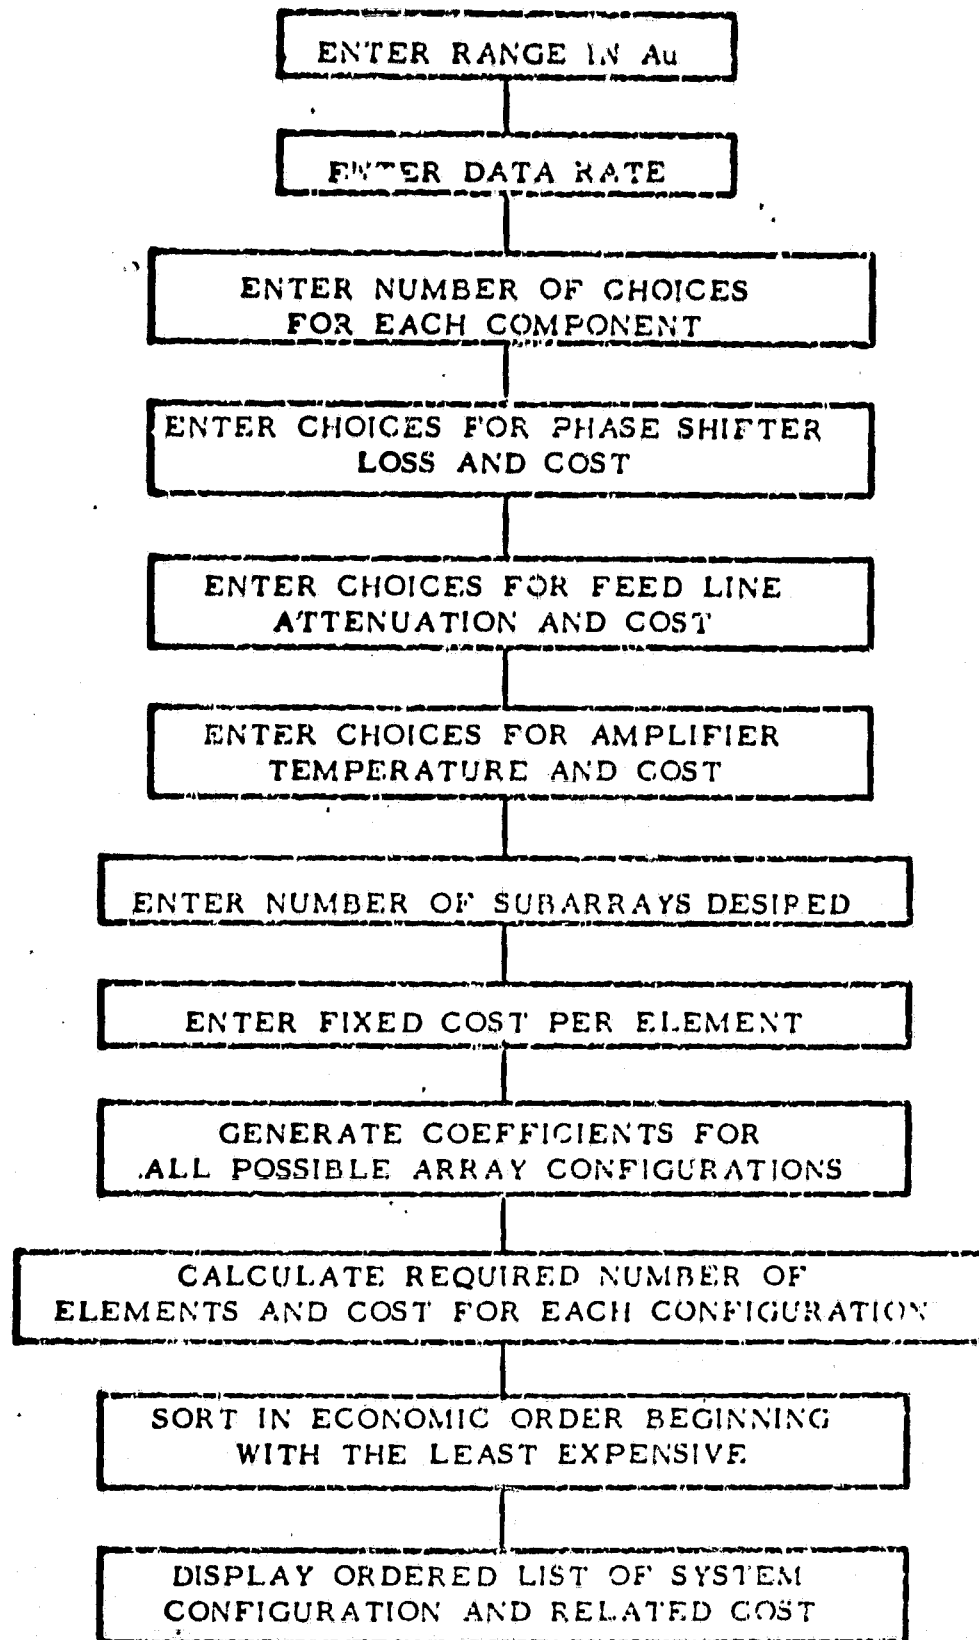 ENTER RANGE IN Au
ENTER DATA RATE
ENTER NUMBER OF CHOICES
FOR EACH COMPONENT
ENTER CHOICES FOR PHASE SHIFTER
LOSS AND COST
ENTER CHOICES FOR FEED LINE
ATTENUATION AND COST
ENTER CHOICES FOR AMPLIFIER
TEMPERATURE AND COST
ENTER NUMBER OF SUBARRAYS DESIRED
ENTER FIXED COST PER ELEMENT
GENERATE COEFFICIENTS FOR
ALL POSSIBLE ARRAY CONFIGURATIONS
CALCULATE REQUIRED NUMBER OF
ELEMENTS AND COST FOR EACH CONFIGURATION
SORT IN ECONOMIC ORDER BEGINNING
WITH THE LEAST EXPENSIVE
DISPLAY ORDERED LIST OF SYSTEM
CONFIGURATION AND RELATED COST